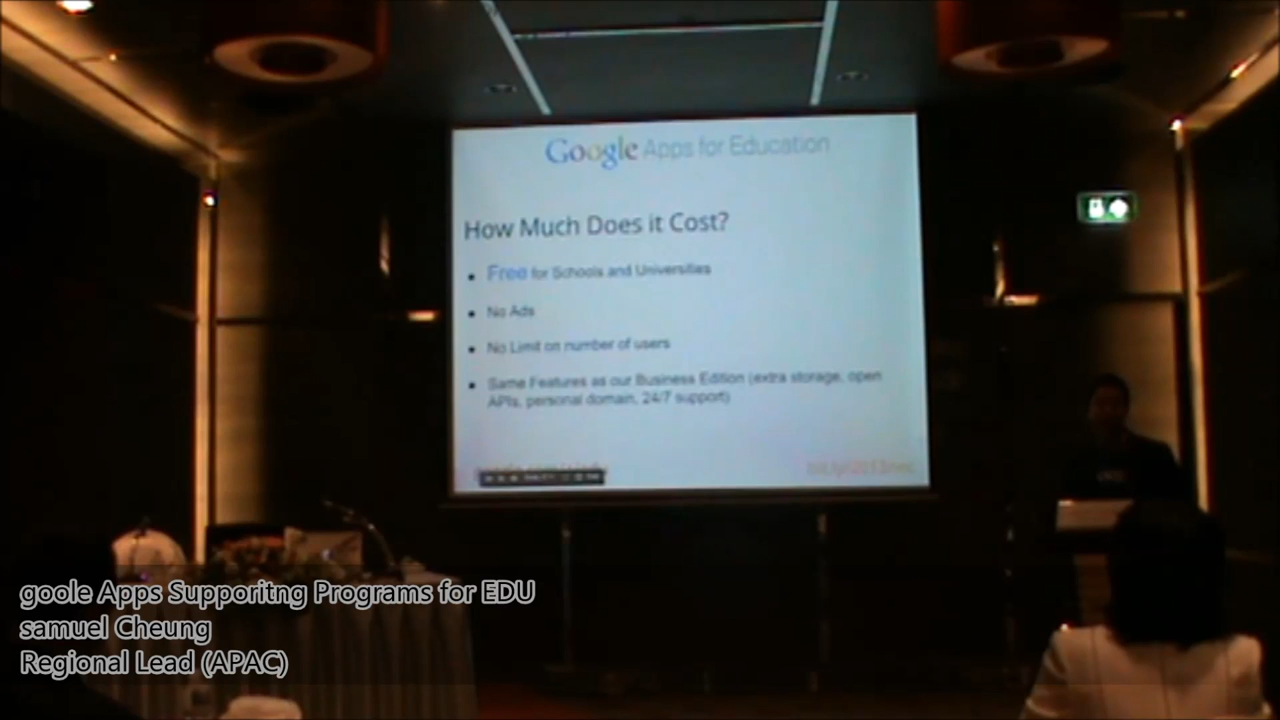 Google Apps for Education
How Much Does it Cost?
Free for Schools and Universities
No Ads
No Limit on number of users
Same Features as our Business Edition (extra storage, open
APIs, personal domain, 24/7 support)
goole Apps Supporitng Programs for EDU
samuel Cheung
Regional Lead (APAC)